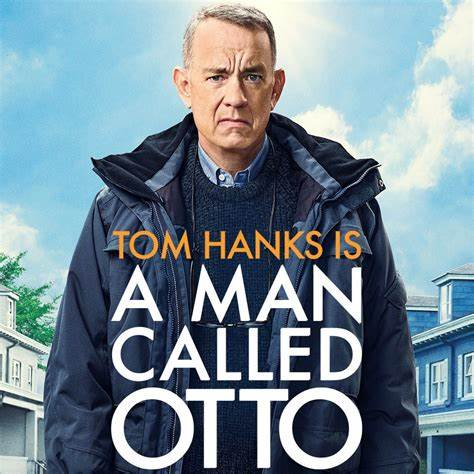 TOM HANKS IS
A MAN
CALLED
OTTO